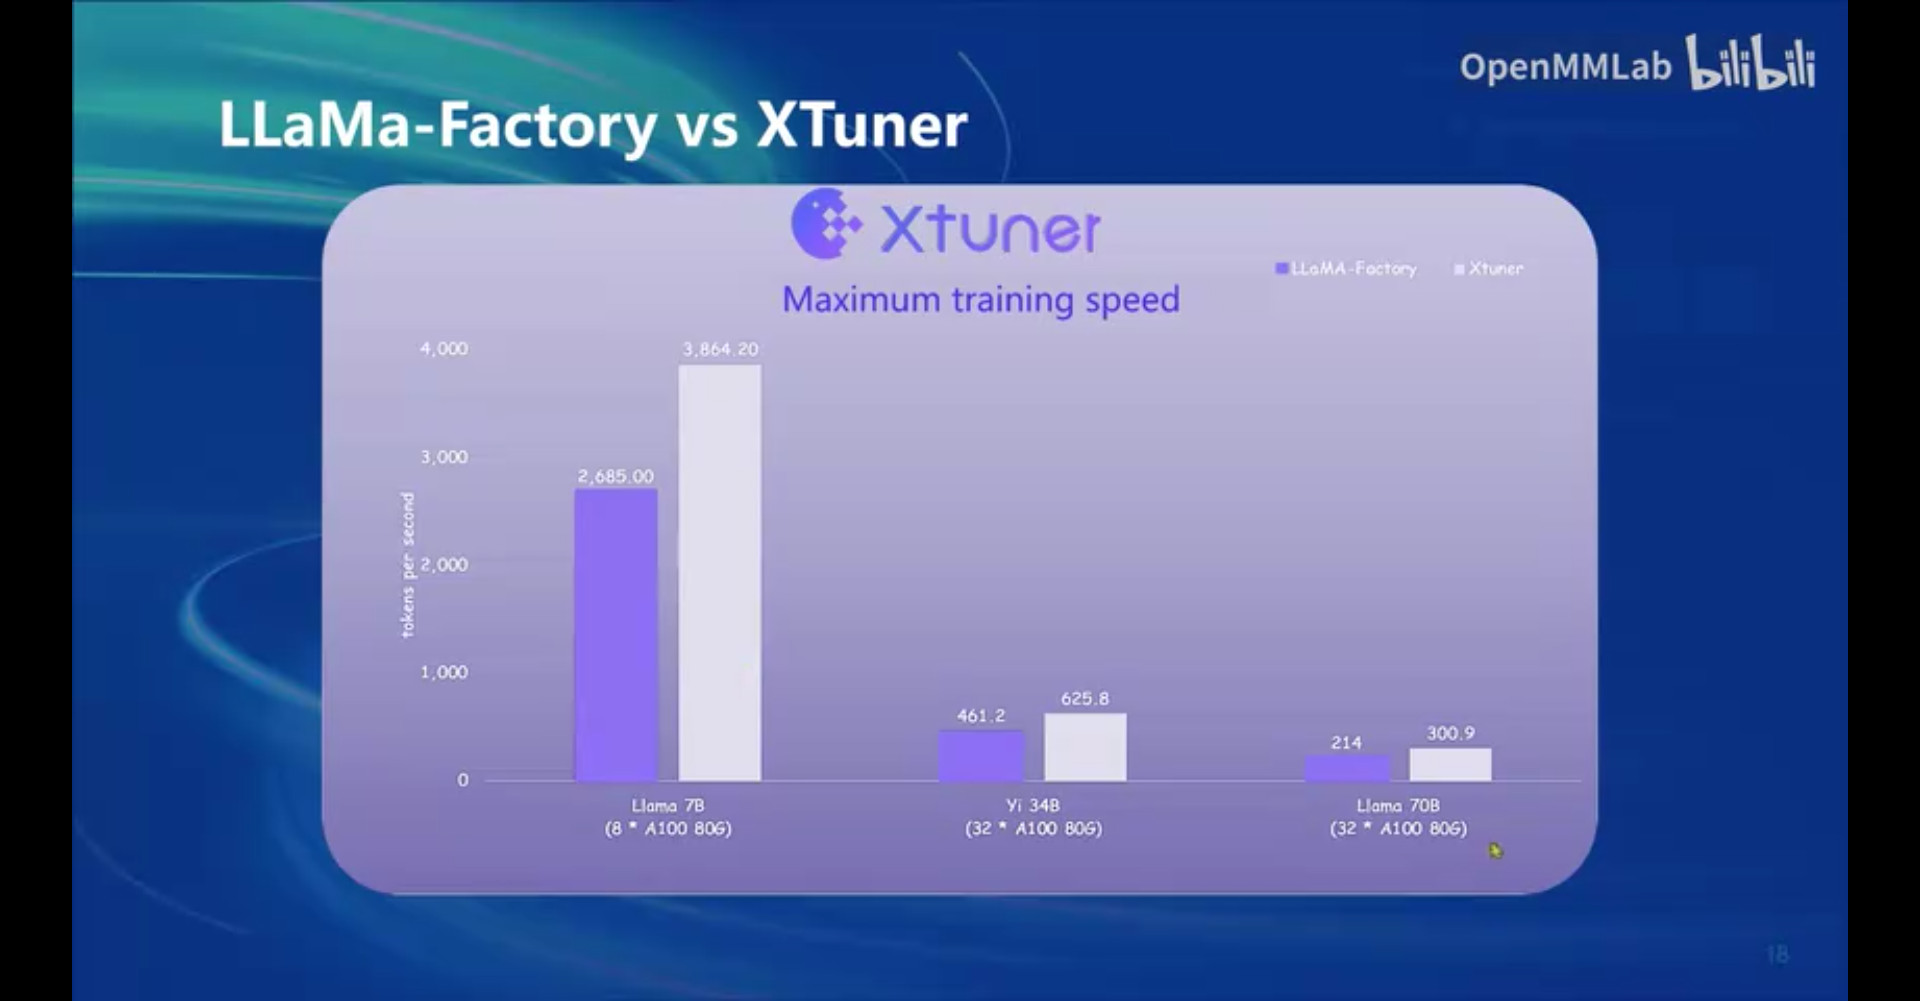 OpenMMLab bilibili
LLaMa-Factory vs XTuner
Xtuner
LLaMA-Factory Xtuner
Maximum training speed
4,000
3,000
2,000
1,000
0
tokens per second
2,685.00
3,864.20
461.2
625.8
214
300.9
Llama 7B
(8 * A100 80G)
Yi 34B
(32 * A100 80G)
Llama 70B
(32 * A100 80G)
18